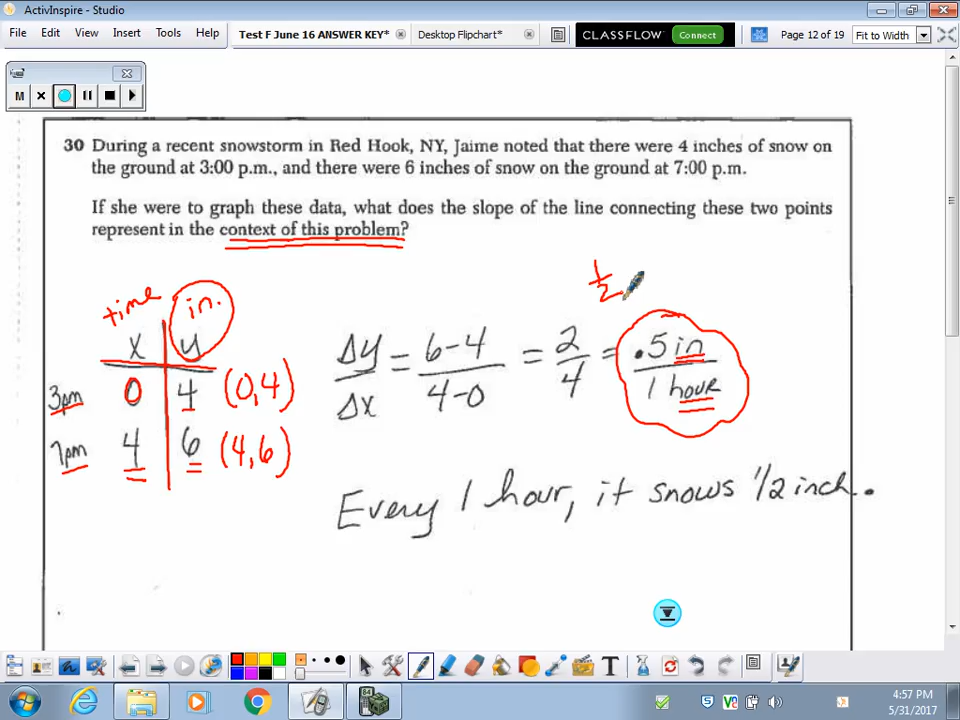 ActivInspire - Studio
File Edit View Insert Tools Help
Test F June 16 ANSWER KEY*
Desktop Flipchart*
CLASSFLOW Connect
Page 12 of 19
Fit to Width
M
30 During a recent snowstorm in Red Hook, NY, Jaime noted that there were 4 inches of snow on
the ground at 3:00 p.m., and there were 6 inches of snow on the ground at 7:00 p.m.
If she were to graph these data, what does the slope of the line connecting these two points
represent in the context of this problem?
time in.
x y
3pm 0 4 (0,4)
7pm 4 6 (4,6)
1/2
Δy/Δx = 6-4/4-0 = 2/4 = .5 in/1 hour
Every 1 hour, it snows 1/2 inch.
T
84
4:57 PM
5/31/2017